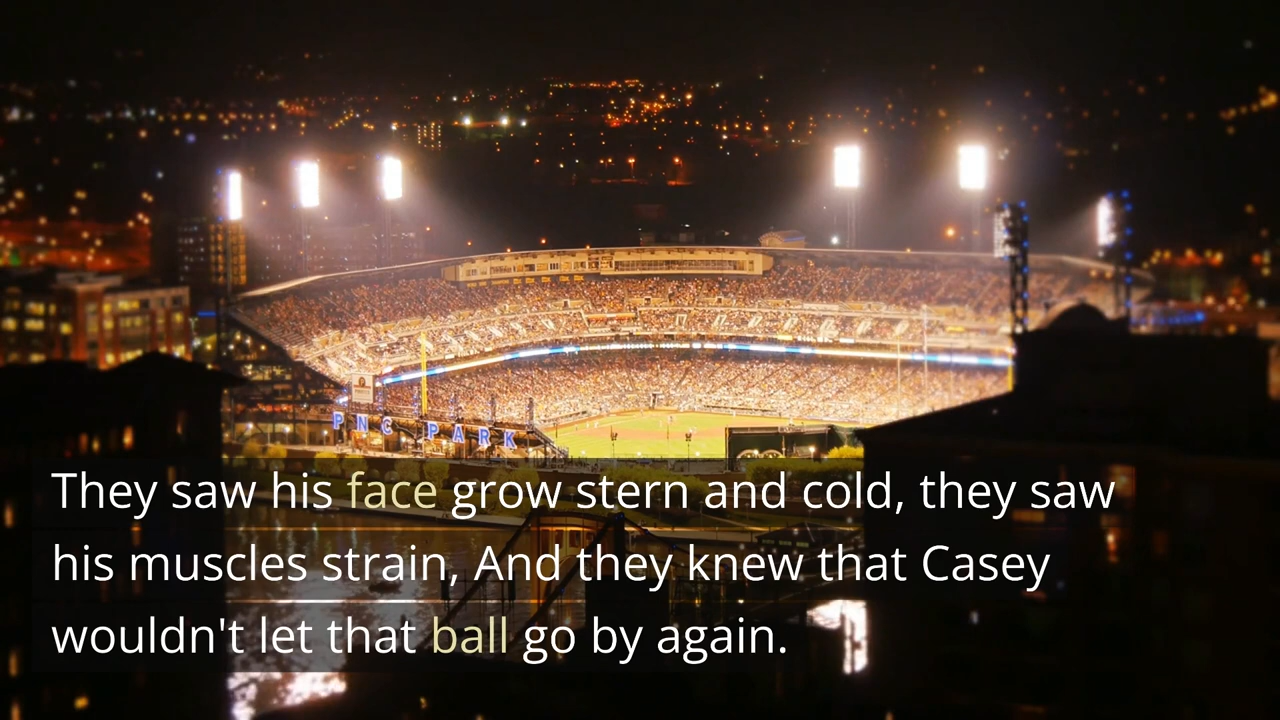 PNC PARK
They saw his face grow stern and cold, they saw
his muscles strain, And they knew that Casey
wouldn't let that ball go by again.